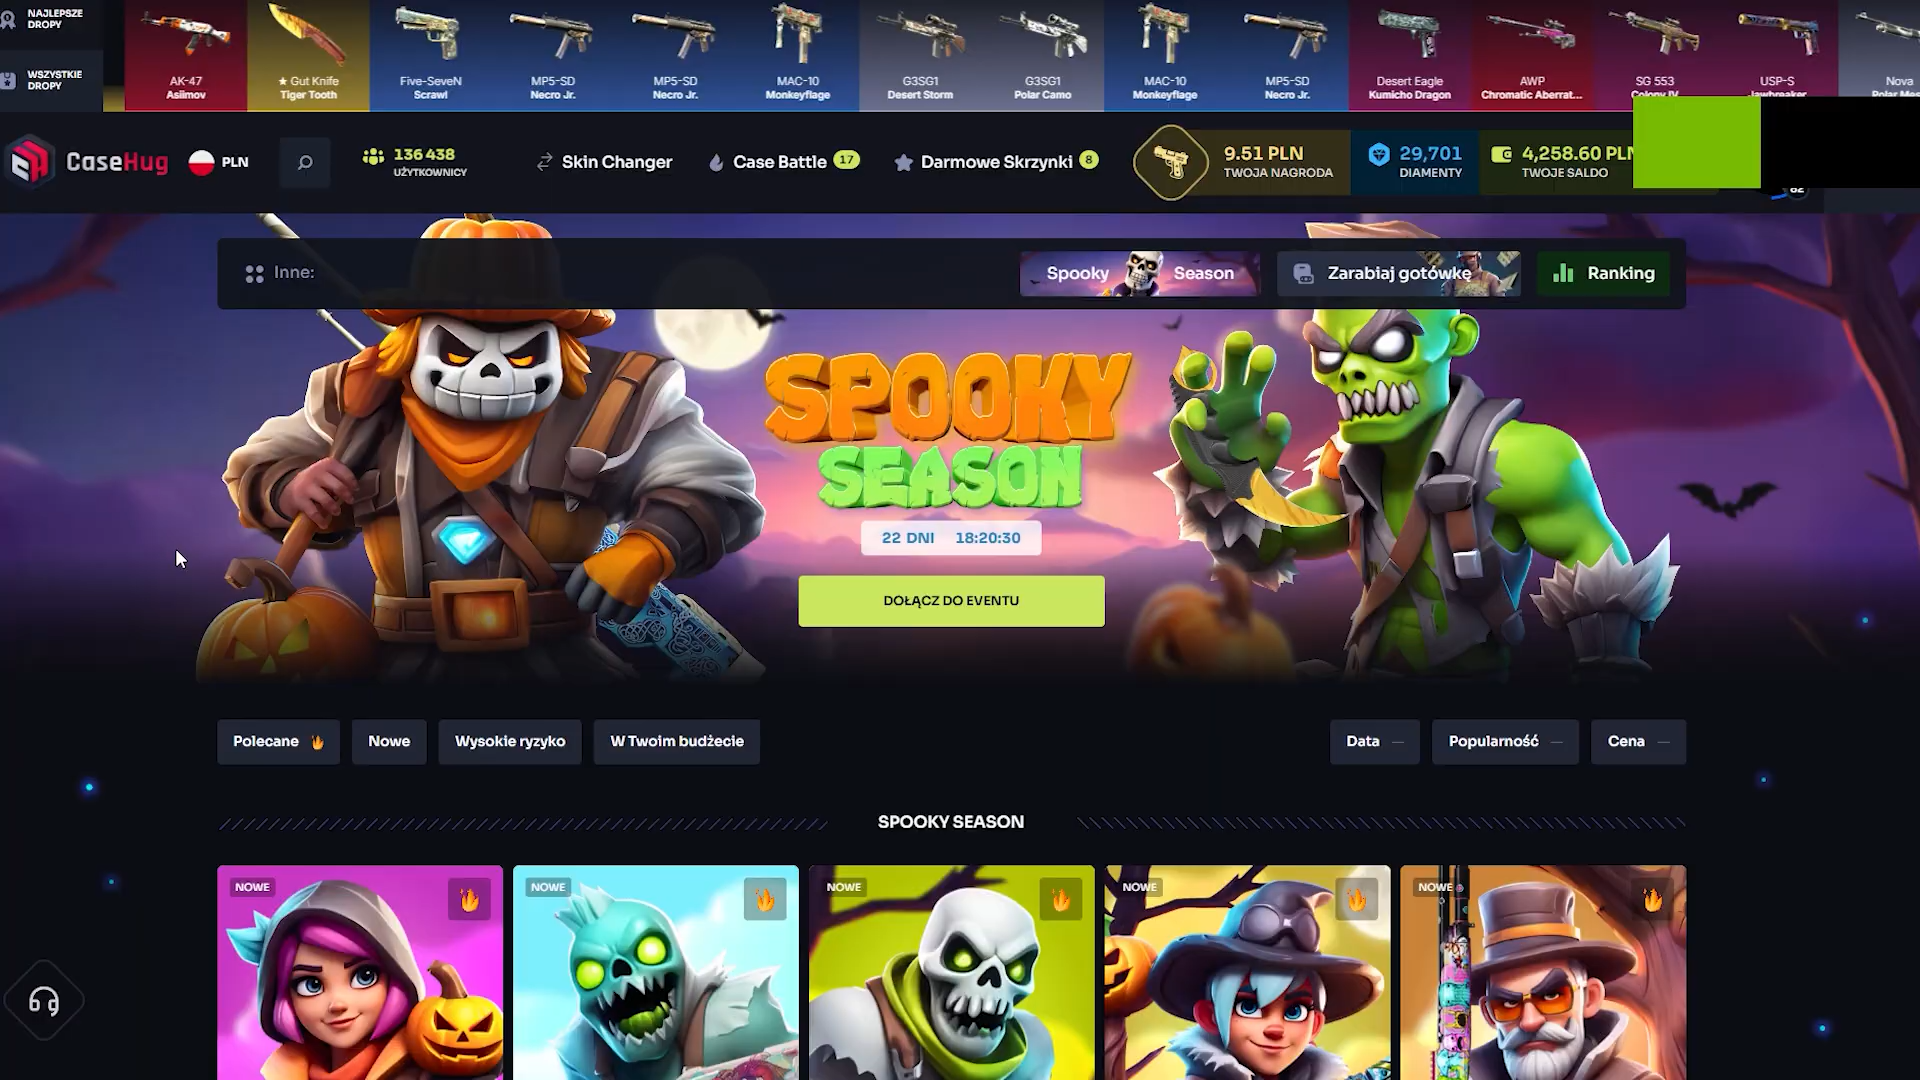 NAJLEPSZE
DROPY
WSZYSTKIE
DROPY
AK-47
Asiimov
★ Gut Knife
Tiger Tooth
Five-SeveN
Scrawl
MP5-SD
Necro Jr.
MP5-SD
Necro Jr.
MAC-10
Monkeyflage
G3SG1
Desert Storm
G3SG1
Polar Camo
MAC-10
Monkeyflage
MP5-SD
Necro Jr.
Desert Eagle
Kumicho Dragon
AWP
Chromatic Aberrat...
SG 553
Colony IV
USP-S
Jawbreaker
Nova
Polar
CaseHug
PLN
136 438
UŻYTKOWNICY
Skin Changer
Case Battle 17
Darmowe Skrzynki 8
9.51 PLN
TWOJA NAGRODA
29,701
DIAMENTY
4,258.60 PLN
TWOJE SALDO
82
Inne:
Spooky Season
Zarabiaj gotówkę
Ranking
SPOOKY
SEASON
22 DNI 18:20:30
DOŁĄCZ DO EVENTU
Polecane
Nowe
Wysokie ryzyko
W Twoim budżecie
Data —
Popularność —
Cena —
SPOOKY SEASON
NOWE
NOWE
NOWE
NOWE
NOWE